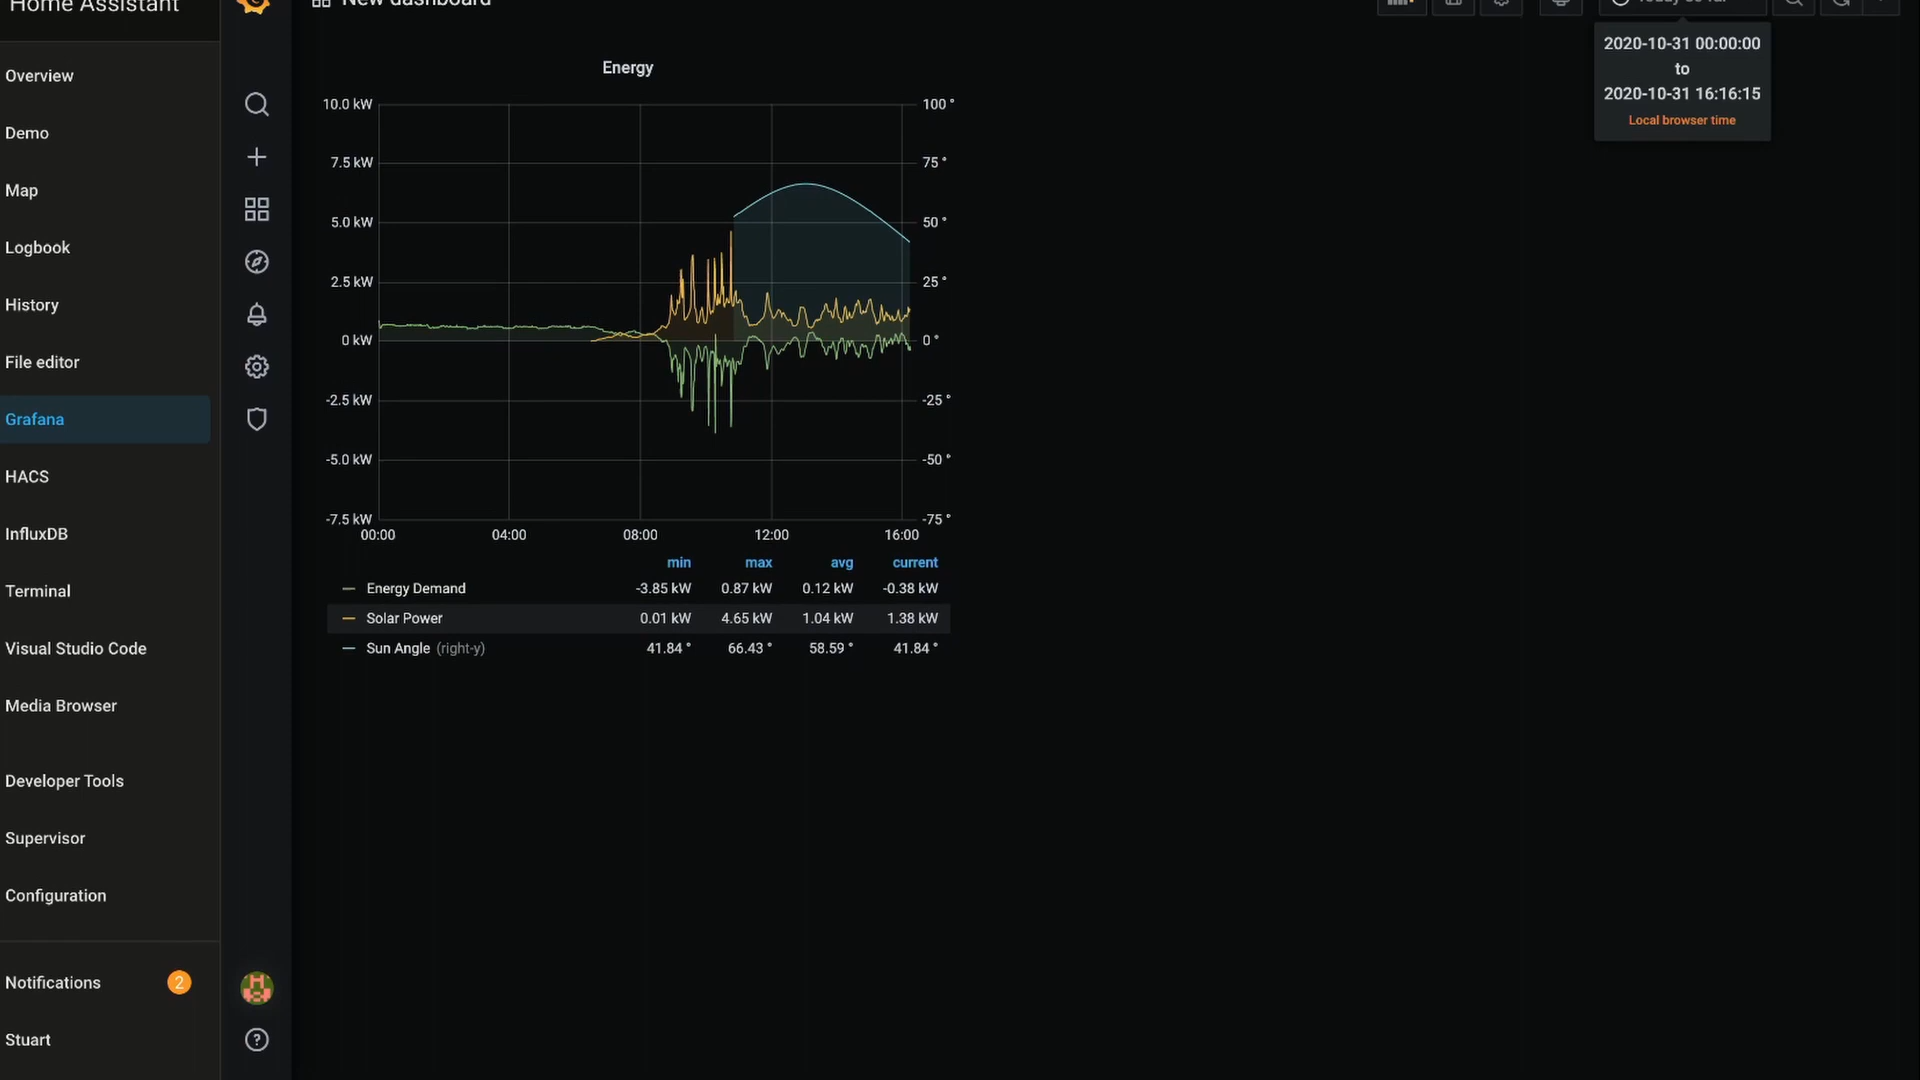 Home Assistant
Overview
Demo
Map
Logbook
History
File editor
Grafana
HACS
InfluxDB
Terminal
Visual Studio Code
Media Browser
Developer Tools
Supervisor
Configuration
Notifications 2
Stuart
New dashboard
2020-10-31 00:00:00
to
2020-10-31 16:16:15
Local browser time
Energy
10.0 kW 100 °
7.5 kW 75 °
5.0 kW 50 °
2.5 kW 25 °
0 kW 0 °
-2.5 kW -25 °
-5.0 kW -50 °
-7.5 kW -75 °
00:00 04:00 08:00 12:00 16:00
min max avg current
Energy Demand -3.85 kW 0.87 kW 0.12 kW -0.38 kW
Solar Power 0.01 kW 4.65 kW 1.04 kW 1.38 kW
Sun Angle (right-y) 41.84 ° 66.43 ° 58.59 ° 41.84 °